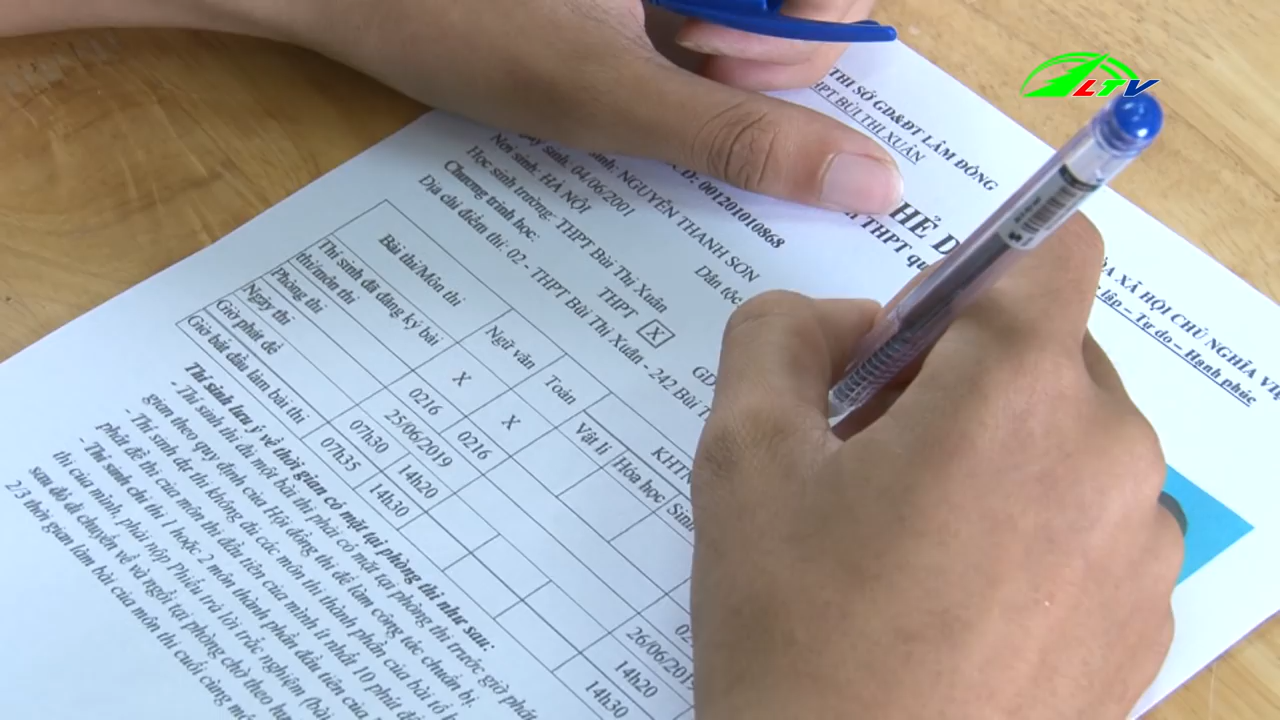 LTV
THI SỞ GD&ĐT LÂM ĐỒNG
THPT BÙI THỊ XUÂN
XÃ HỘI CHỦ NGHĨA
lập – Tự do – Hạnh phúc
THPT
001201010868
sinh: NGUYỄN THANH SƠN
Dân tộc
sinh: 04/06/2001
Nơi sinh: HÀ NỘI
Học sinh trường: THPT Bùi Thị Xuân
Chương trình học: THPT X
GD
Địa chỉ điểm thi: 02 - THPT Bùi Thị Xuân - 242 Bùi
Bài thi/Môn thi Ngữ văn Toán KHTN
Vật lí Hóa học Sinh
Thí sinh đã đăng ký bài thi/môn thi X X
Phòng thi 0216 0216
Ngày thi 25/06/2019 26/06/2019
Giờ phát đề 07h30 14h20 14h20
Giờ bắt đầu làm bài thi 07h35 14h30 14h30
Thí sinh lưu ý về thời gian có mặt tại phòng thi như sau:
- Thí sinh thi đủ một bài thi phải có mặt tại phòng thi trước giờ
gian theo quy định của Hội đồng thi để làm công tác chuẩn bị.
- Thí sinh dự thi không đủ các môn thi thành phần của bài tổ
phát đề thi của môn thi đầu tiên của mình ít nhất 10 phút để
- Thí sinh chỉ thi 1 hoặc 2 môn thành phần đầu tiên của
thi của mình, phải nộp Phiếu trả lời trắc nghiệm (bài
sau đó di chuyển về và ngồi tại phòng chờ theo
2/3 thời gian làm bài của môn thi cuối cùng